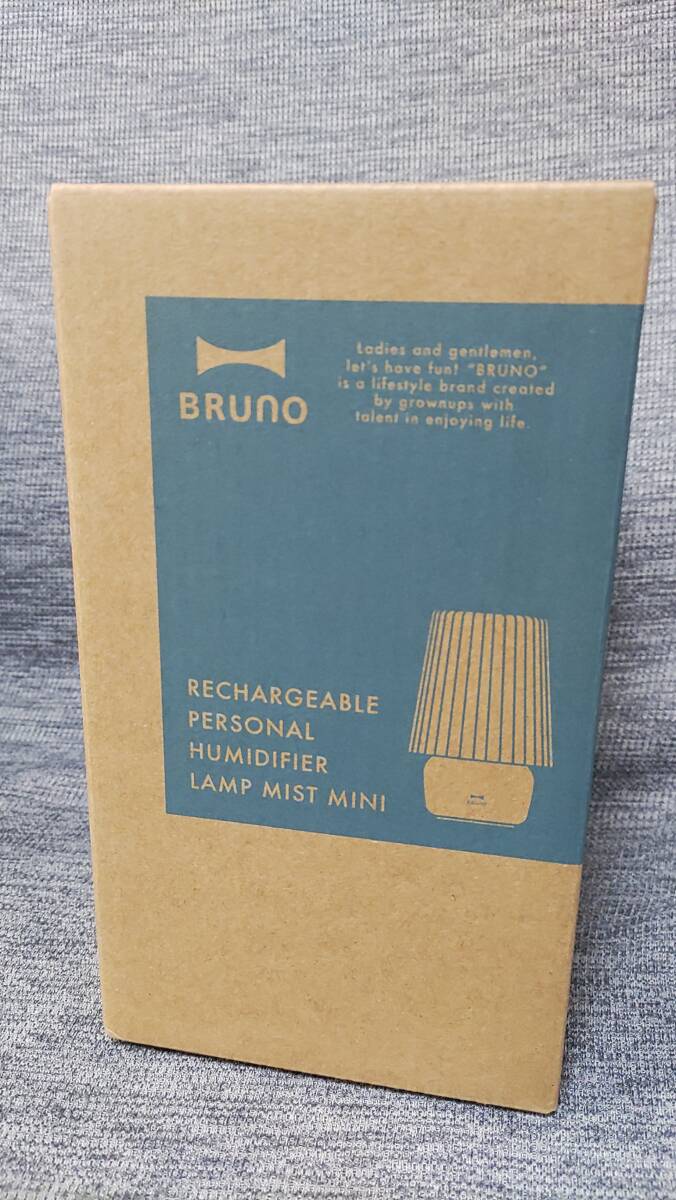 BRUNO
Ladies and gentlemen,
let's have fun! "BRUNO"
is a lifestyle brand created
by grownups with
talent in enjoying life.
RECHARGEABLE
PERSONAL
HUMIDIFIER
LAMP MIST MINI
BRUNO